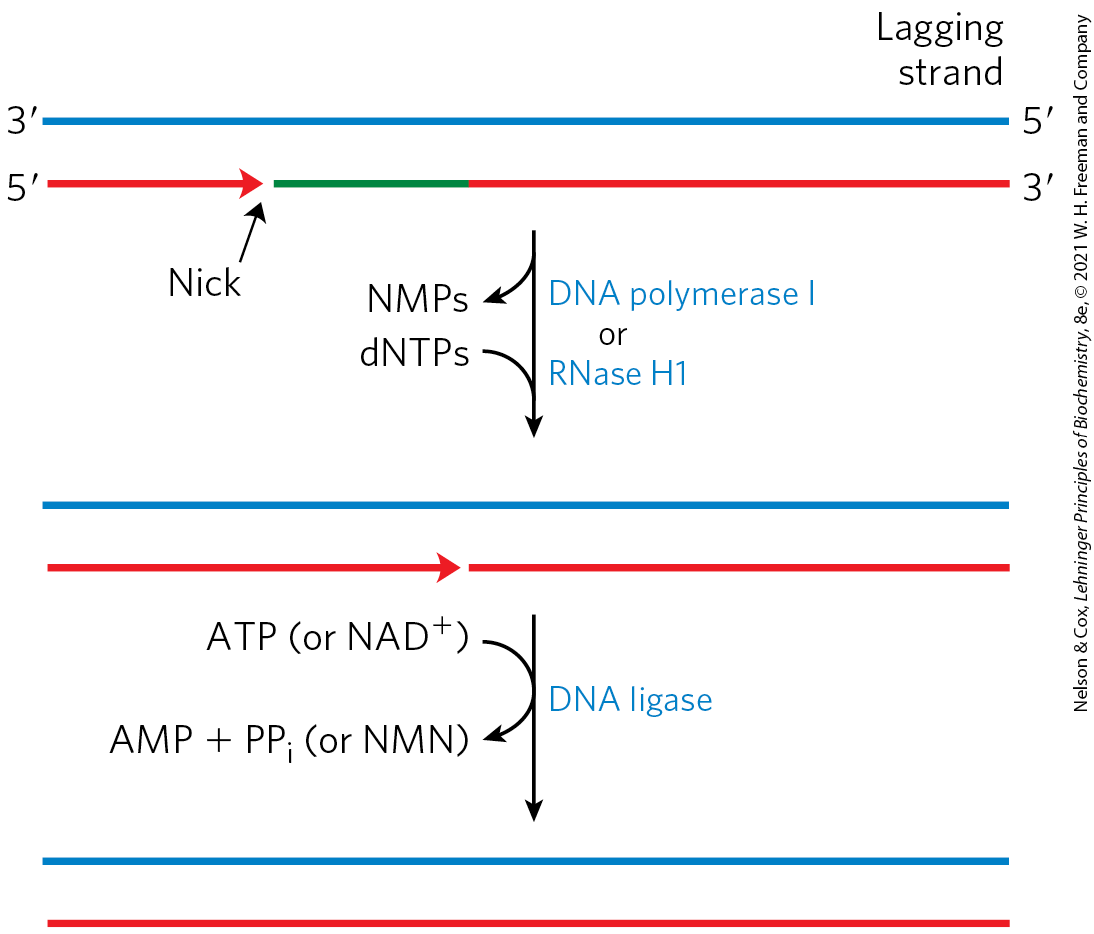 Lagging
strand
3′ 5′
5′ 3′
Nick
NMPs
dNTPs
DNA polymerase I
or
RNase H1
ATP (or NAD⁺)
DNA ligase
AMP + PPᵢ (or NMN)
Nelson & Cox, Lehninger Principles of Biochemistry, 8e, © 2021 W. H. Freeman and Company